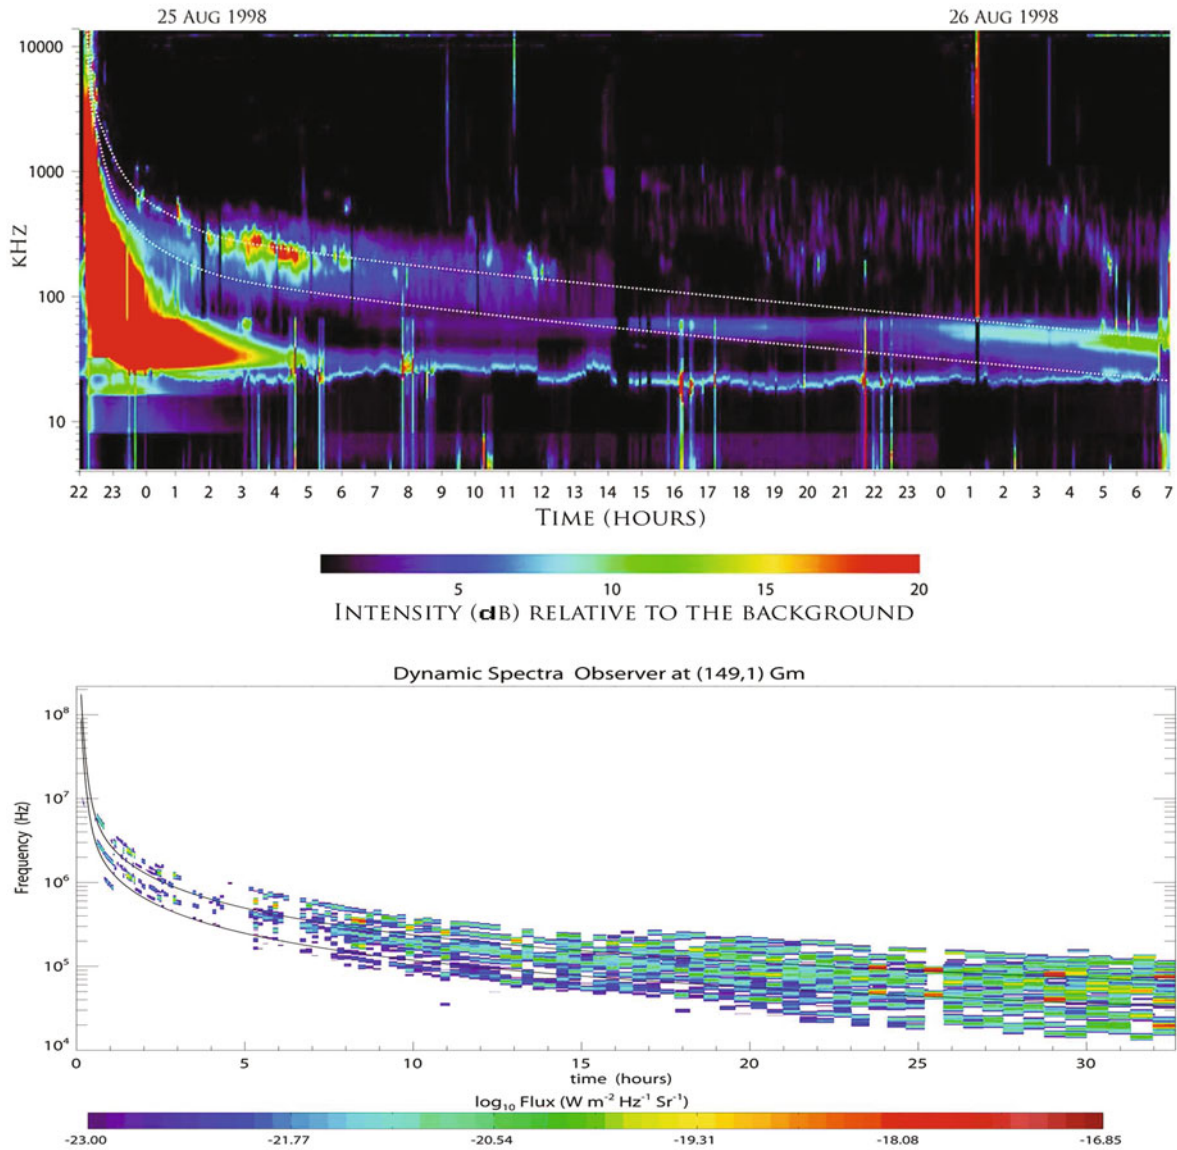 25 AUG 1998 26 AUG 1998
10000
1000
100
10
KHZ
22 23 0 1 2 3 4 5 6 7 8 9 10 11 12 13 14 15 16 17 18 19 20 21 22 23 0 1 2 3 4 5 6 7
TIME (HOURS)
5 10 15 20
INTENSITY (dB) RELATIVE TO THE BACKGROUND
Dynamic Spectra Observer at (149,1) Gm
10⁸
10⁷
10⁶
10⁵
10⁴
Frequency (Hz)
0 5 10 15 20 25 30
time (hours)
log₁₀ Flux (W m⁻² Hz⁻¹ Sr⁻¹)
-23.00 -21.77 -20.54 -19.31 -18.08 -16.85